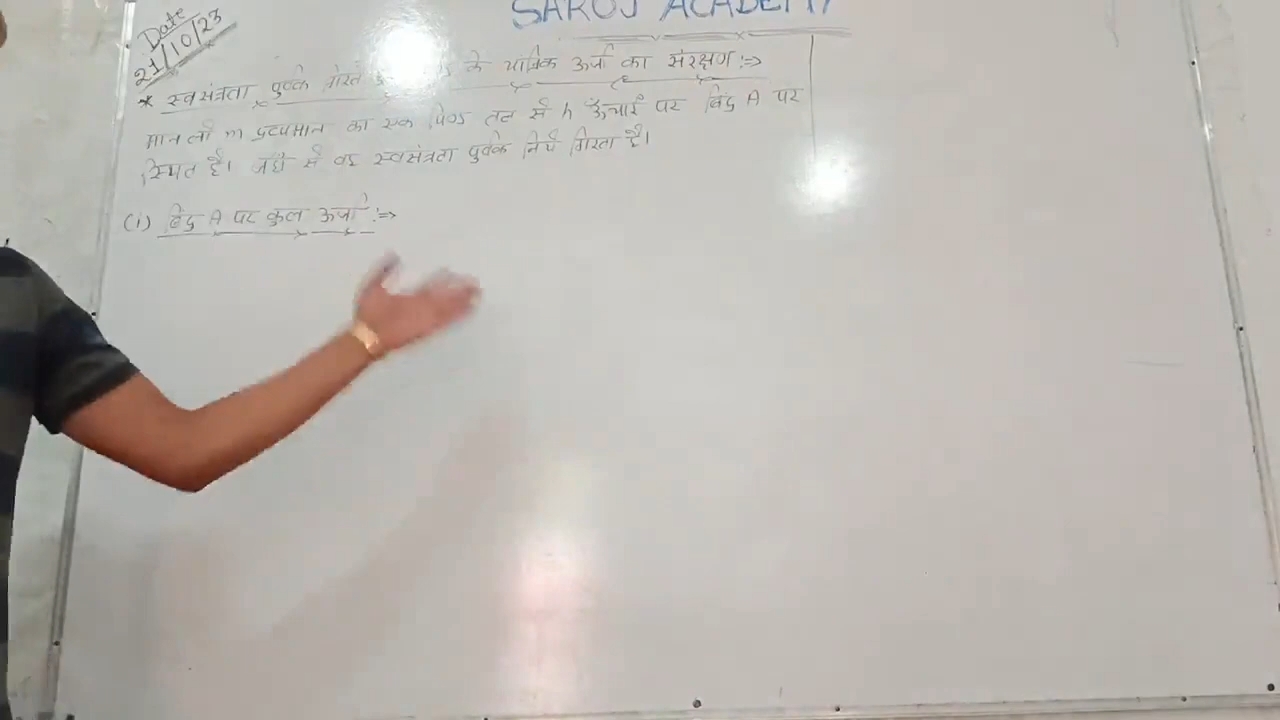 SAROJ ACADEMY
Date
21/10/23
* स्वतंत्रता पुर्वक गिरते के यांत्रिक ऊर्जा का संरक्षण :⇒
मान लो m द्रव्यमान का एक पिण्ड तल से h ऊँचाई पर बिंदु A पर
स्थित है। जहाँ से वह स्वतंत्रता पुर्वक निचे गिरता है।
(i) बिंदु A पर कुल ऊर्जा :⇒